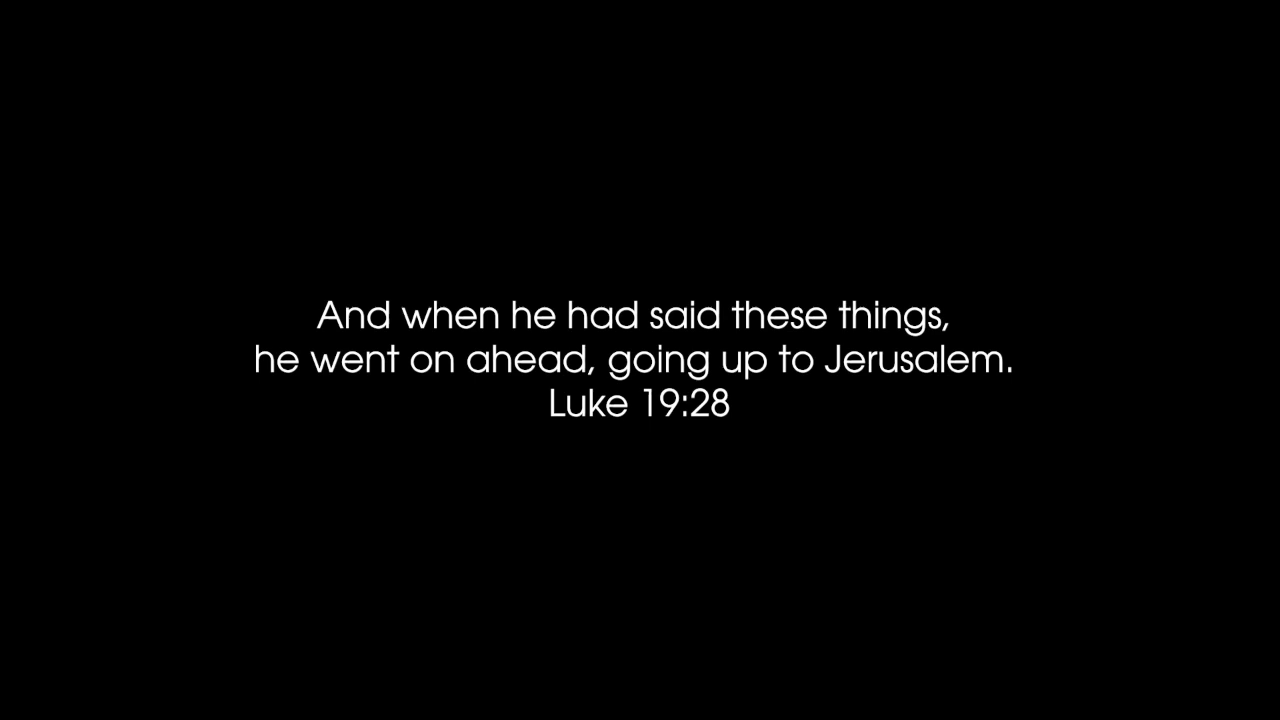 And when he had said these things,
he went on ahead, going up to Jerusalem.
Luke 19:28